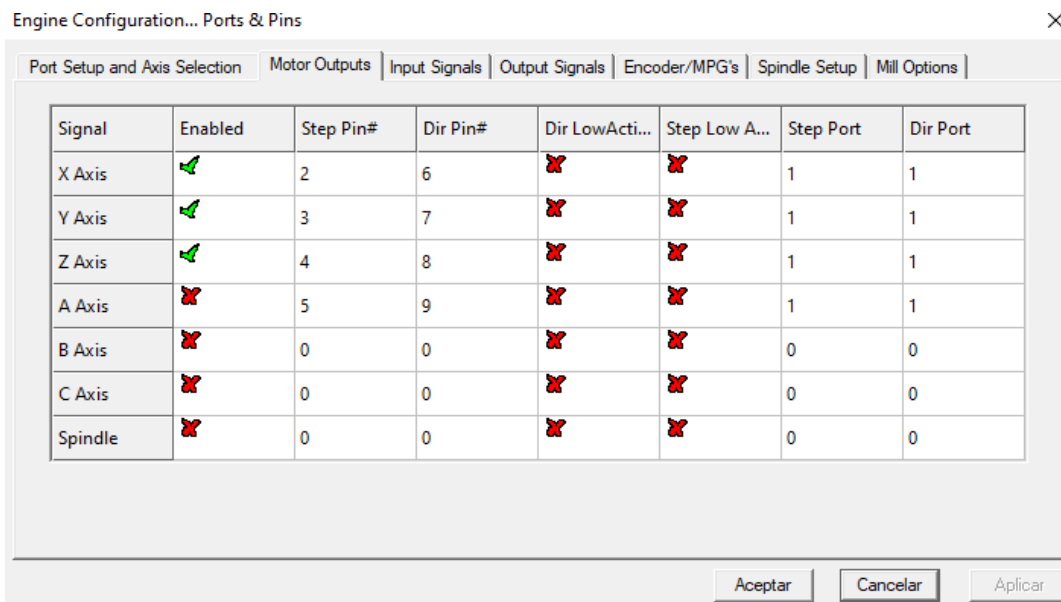 Engine Configuration... Ports & Pins
Port Setup and Axis Selection Motor Outputs Input Signals Output Signals Encoder/MPG's Spindle Setup Mill Options
Signal Enabled Step Pin# Dir Pin# Dir LowActi... Step Low A... Step Port Dir Port
X Axis 2 6 1 1
Y Axis 3 7 1 1
Z Axis 4 8 1 1
A Axis 5 9 1 1
B Axis 0 0 0 0
C Axis 0 0 0 0
Spindle 0 0 0 0
Aceptar Cancelar Aplicar